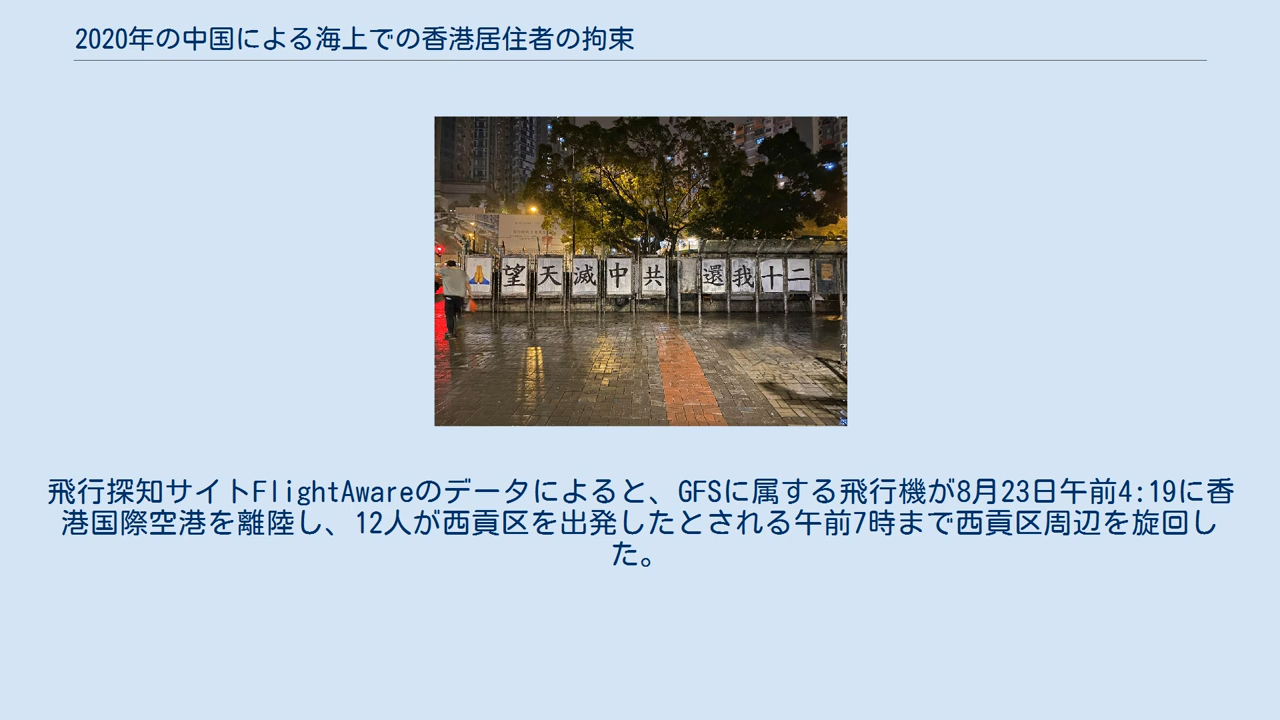 2020年の中国による海上での香港居住者の拘束
🙏望天滅中共 還我十二
飛行探知サイトFlightAwareのデータによると、GFSに属する飛行機が8月23日午前4:19に香
港国際空港を離陸し、12人が西貢区を出発したとされる午前7時まで西貢区周辺を旋回し
た。